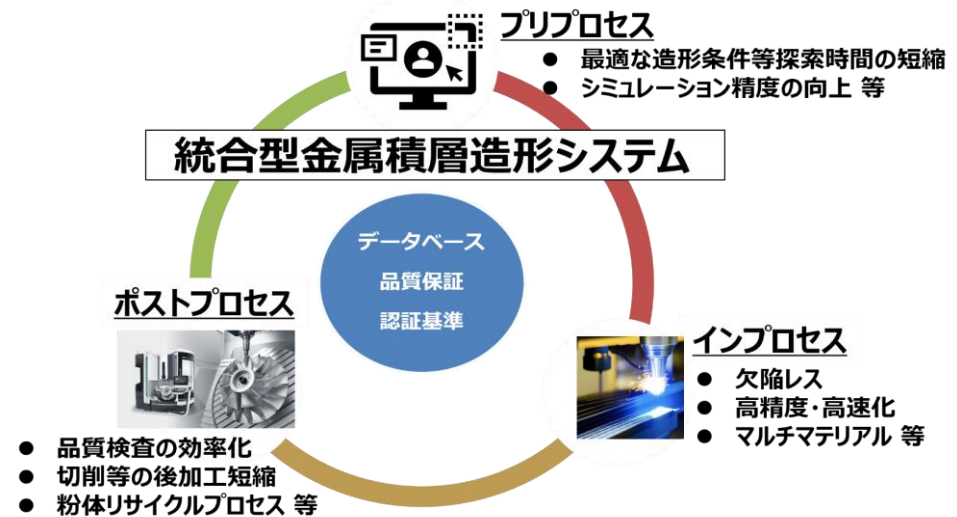 プリプロセス
● 最適な造形条件等探索時間の短縮
● シミュレーション精度の向上 等
統合型金属積層造形システム
データベース
品質保証
認証基準
ポストプロセス
● 品質検査の効率化
● 切削等の後加工短縮
● 粉体リサイクルプロセス 等
インプロセス
● 欠陥レス
● 高精度・高速化
● マルチマテリアル 等